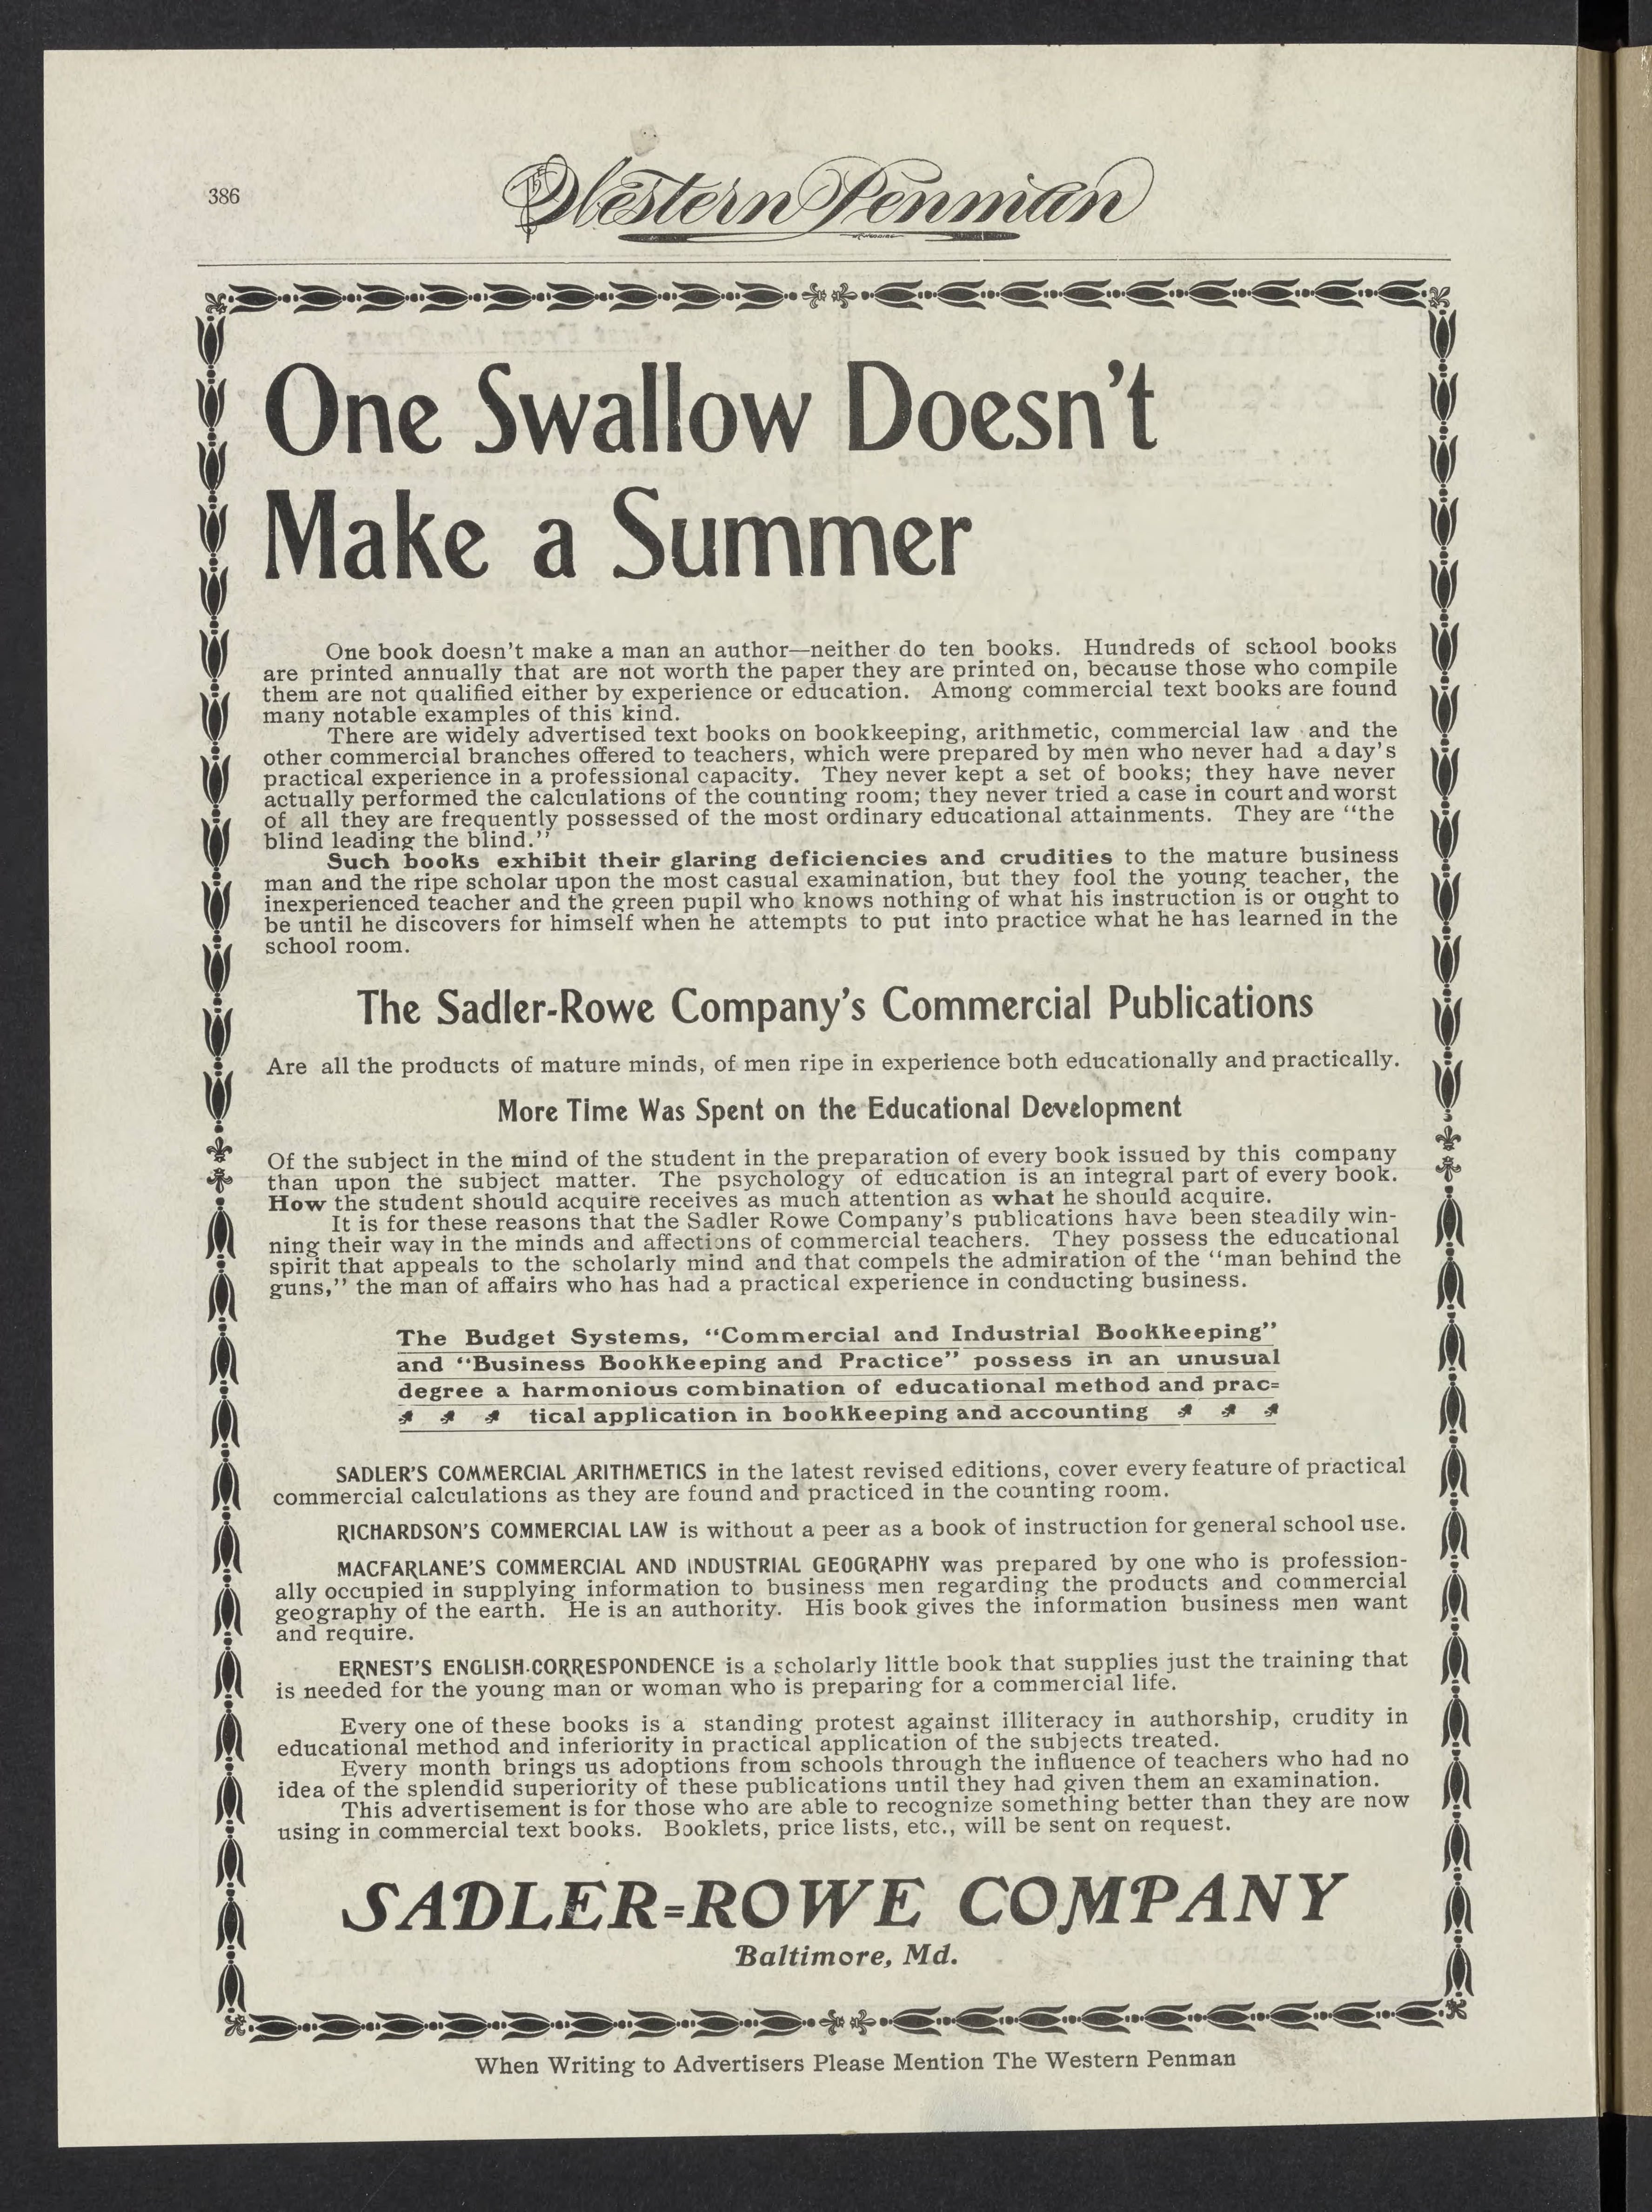 386
The Western Penman
One Swallow Doesn't
Make a Summer
One book doesn't make a man an author—neither do ten books. Hundreds of school books
are printed annually that are not worth the paper they are printed on, because those who compile
them are not qualified either by experience or education. Among commercial text books are found
many notable examples of this kind.
There are widely advertised text books on bookkeeping, arithmetic, commercial law and the
other commercial branches offered to teachers, which were prepared by men who never had a day's
practical experience in a professional capacity. They never kept a set of books; they have never
actually performed the calculations of the counting room; they never tried a case in court and worst
of all they are frequently possessed of the most ordinary educational attainments. They are "the
blind leading the blind."
Such books exhibit their glaring deficiencies and crudities to the mature business
man and the ripe scholar upon the most casual examination, but they fool the young teacher, the
inexperienced teacher and the green pupil who knows nothing of what his instruction is or ought to
be until he discovers for himself when he attempts to put into practice what he has learned in the
school room.
The Sadler-Rowe Company's Commercial Publications
Are all the products of mature minds, of men ripe in experience both educationally and practically.
More Time Was Spent on the Educational Development
Of the subject in the mind of the student in the preparation of every book issued by this company
than upon the subject matter. The psychology of education is an integral part of every book.
How the student should acquire receives as much attention as what he should acquire.
It is for these reasons that the Sadler Rowe Company's publications have been steadily win-
ning their way in the minds and affections of commercial teachers. They possess the educational
spirit that appeals to the scholarly mind and that compels the admiration of the "man behind the
guns," the man of affairs who has had a practical experience in conducting business.
The Budget Systems, "Commercial and Industrial Bookkeeping"
and "Business Bookkeeping and Practice" possess in an unusual
degree a harmonious combination of educational method and prac=
tical application in bookkeeping and accounting
SADLER'S COMMERCIAL ARITHMETICS in the latest revised editions, cover every feature of practical
commercial calculations as they are found and practiced in the counting room.
RICHARDSON'S COMMERCIAL LAW is without a peer as a book of instruction for general school use.
MACFARLANE'S COMMERCIAL AND INDUSTRIAL GEOGRAPHY was prepared by one who is profession-
ally occupied in supplying information to business men regarding the products and commercial
geography of the earth. He is an authority. His book gives the information business men want
and require.
ERNEST'S ENGLISH-CORRESPONDENCE is a scholarly little book that supplies just the training that
is needed for the young man or woman who is preparing for a commercial life.
Every one of these books is a standing protest against illiteracy in authorship, crudity in
educational method and inferiority in practical application of the subjects treated.
Every month brings us adoptions from schools through the influence of teachers who had no
idea of the splendid superiority of these publications until they had given them an examination.
This advertisement is for those who are able to recognize something better than they are now
using in commercial text books. Booklets, price lists, etc., will be sent on request.
SADLER=ROWE COMPANY
Baltimore, Md.
When Writing to Advertisers Please Mention The Western Penman